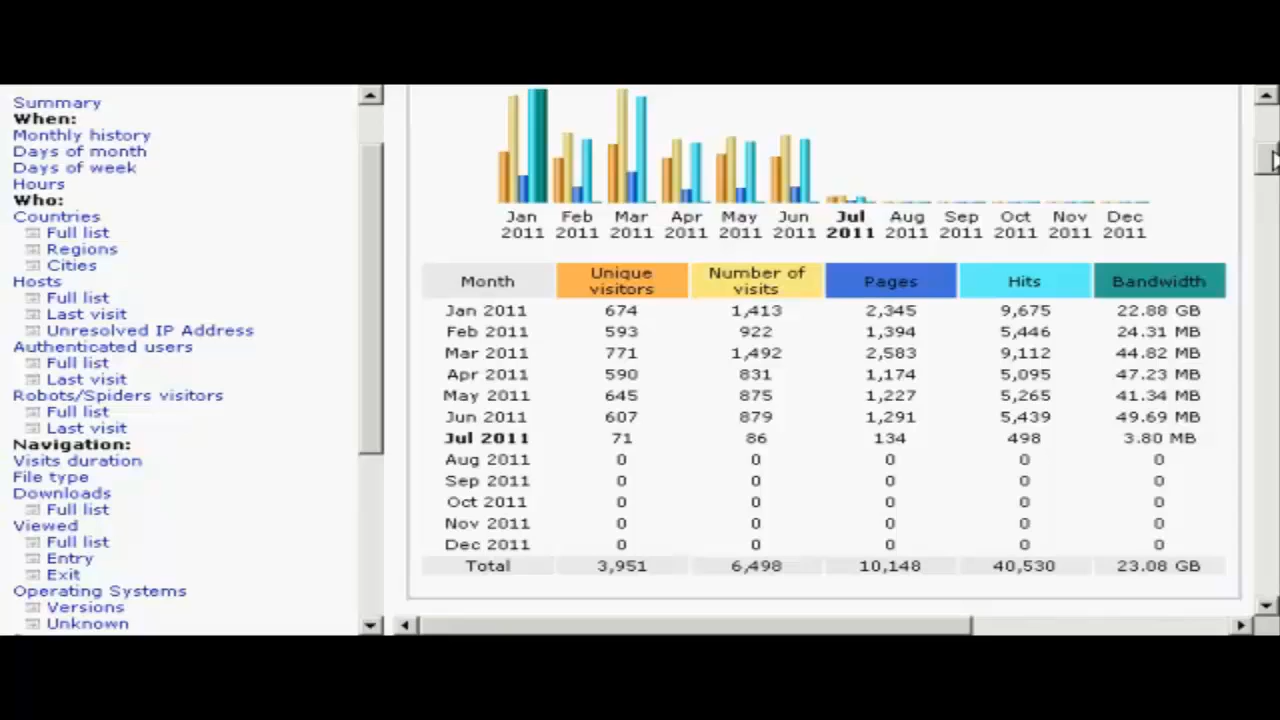 Summary
When:
Monthly history
Days of month
Days of week
Hours
Who:
Countries
Full list
Regions
Cities
Hosts
Full list
Last visit
Unresolved IP Address
Authenticated users
Full list
Last visit
Robots/Spiders visitors
Full list
Last visit
Navigation:
Visits duration
File type
Downloads
Full list
Viewed
Full list
Entry
Exit
Operating Systems
Versions
Unknown
Jan Feb Mar Apr May Jun Jul Aug Sep Oct Nov Dec
2011 2011 2011 2011 2011 2011 2011 2011 2011 2011 2011 2011
Month Unique visitors Number of visits Pages Hits Bandwidth
Jan 2011 674 1,413 2,345 9,675 22.88 GB
Feb 2011 593 922 1,394 5,446 24.31 MB
Mar 2011 771 1,492 2,583 9,112 44.82 MB
Apr 2011 590 831 1,174 5,095 47.23 MB
May 2011 645 875 1,227 5,265 41.34 MB
Jun 2011 607 879 1,291 5,439 49.69 MB
Jul 2011 71 86 134 498 3.80 MB
Aug 2011 0 0 0 0 0
Sep 2011 0 0 0 0 0
Oct 2011 0 0 0 0 0
Nov 2011 0 0 0 0 0
Dec 2011 0 0 0 0 0
Total 3,951 6,498 10,148 40,530 23.08 GB